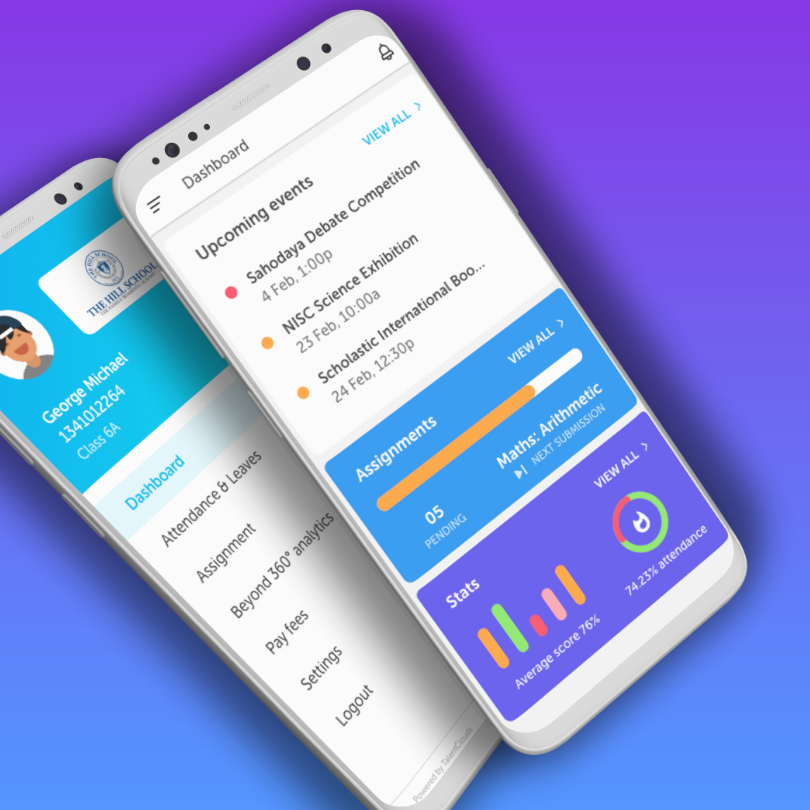 THE HILL SCHOOL
George Michael
1341012264
Class 6A
Dashboard
Attendance & Leaves
Assignment
Beyond 360° analytics
Pay fees
Settings
Logout
Powered by TalentClouds
Dashboard
Upcoming events
VIEW ALL >
Sahodaya Debate Competition
4 Feb, 1:00p
NISC Science Exhibition
23 Feb, 10:00a
Scholastic International Boo...
24 Feb, 12:30p
Assignments
VIEW ALL >
05
PENDING
Maths: Arithmetic
NEXT SUBMISSION
Stats
VIEW ALL >
Average score 76%
74.23% attendance